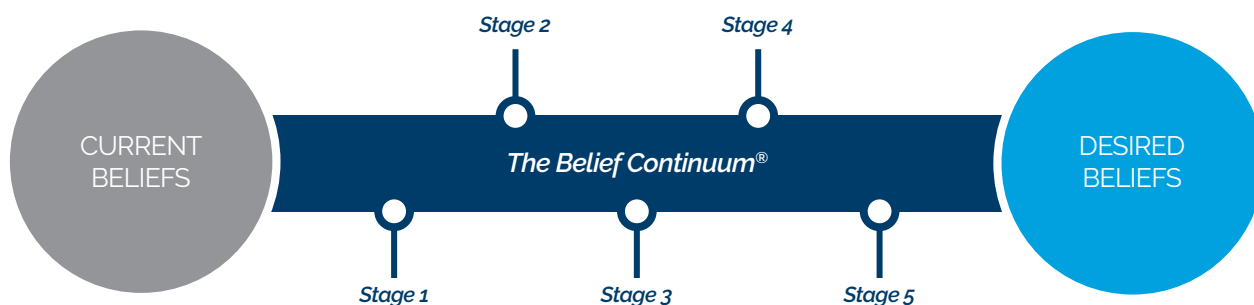 Stage 2
Stage 4
CURRENT
BELIEFS
The Belief Continuum®
DESIRED
BELIEFS
Stage 1
Stage 3
Stage 5